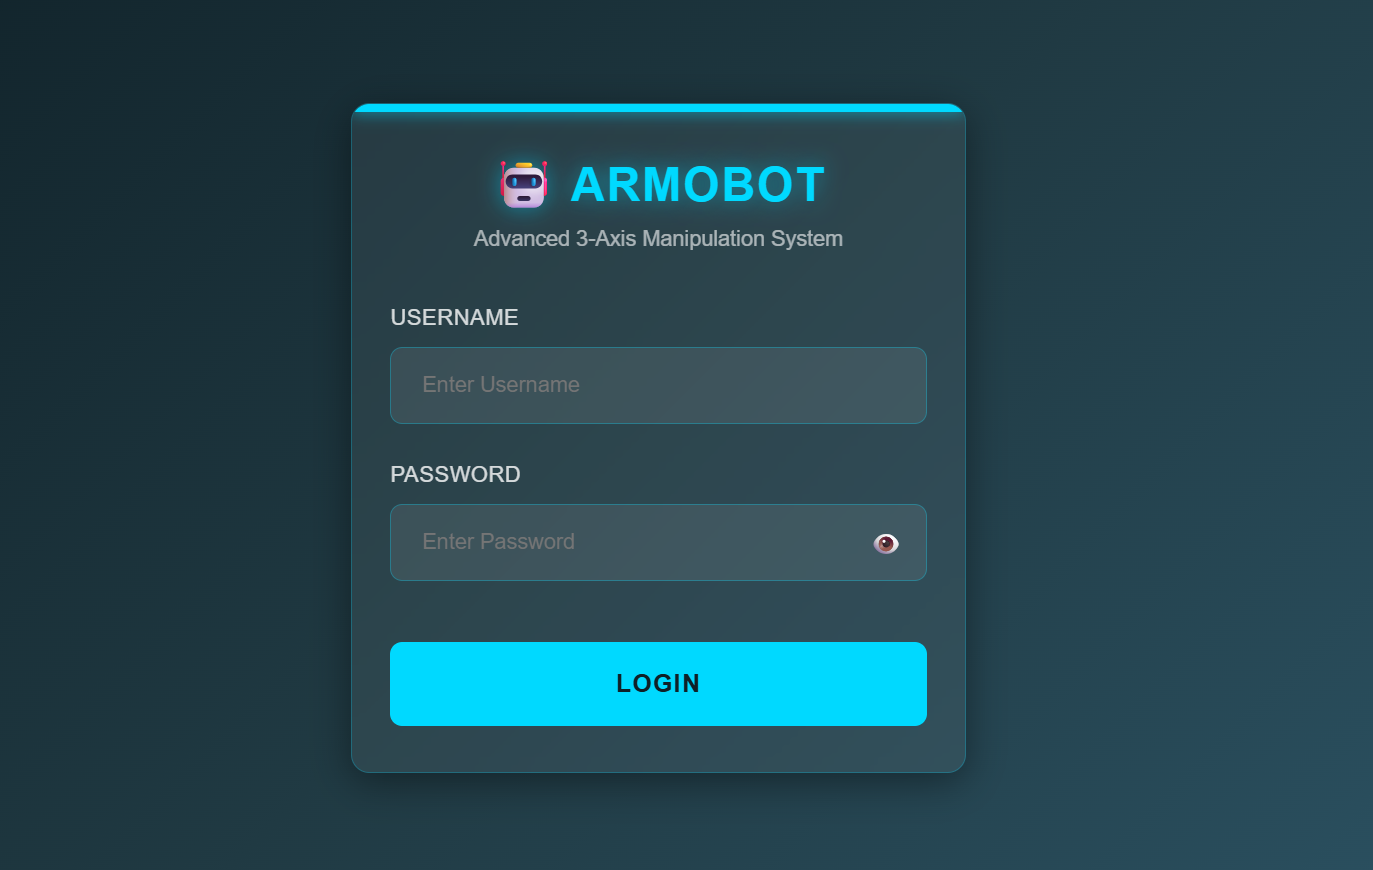 ARMOBOT
Advanced 3-Axis Manipulation System
USERNAME
Enter Username
PASSWORD
Enter Password
LOGIN